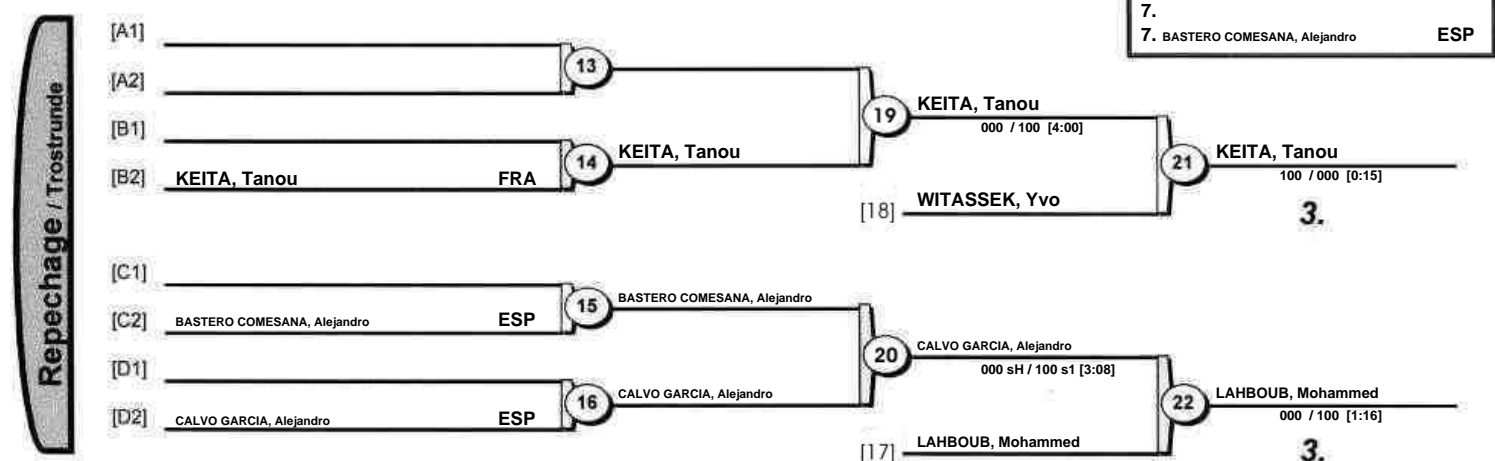 7.
7. BASTERO COMESANA, Alejandro ESP
Repechage / Trostrunde
[A1]
13
[A2]
KEITA, Tanou
19
000 / 100 [4:00]
[B1]
14
KEITA, Tanou
21
KEITA, Tanou
100 / 000 [0:15]
[B2] KEITA, Tanou FRA
[18] WITASSEK, Yvo
3.
[C1]
15
BASTERO COMESANA, Alejandro
[C2] BASTERO COMESANA, Alejandro ESP
20
CALVO GARCIA, Alejandro
000 sH / 100 s1 [3:08]
[D1]
16
CALVO GARCIA, Alejandro
22
LAHBOUB, Mohammed
000 / 100 [1:16]
[D2] CALVO GARCIA, Alejandro ESP
[17] LAHBOUB, Mohammed
3.